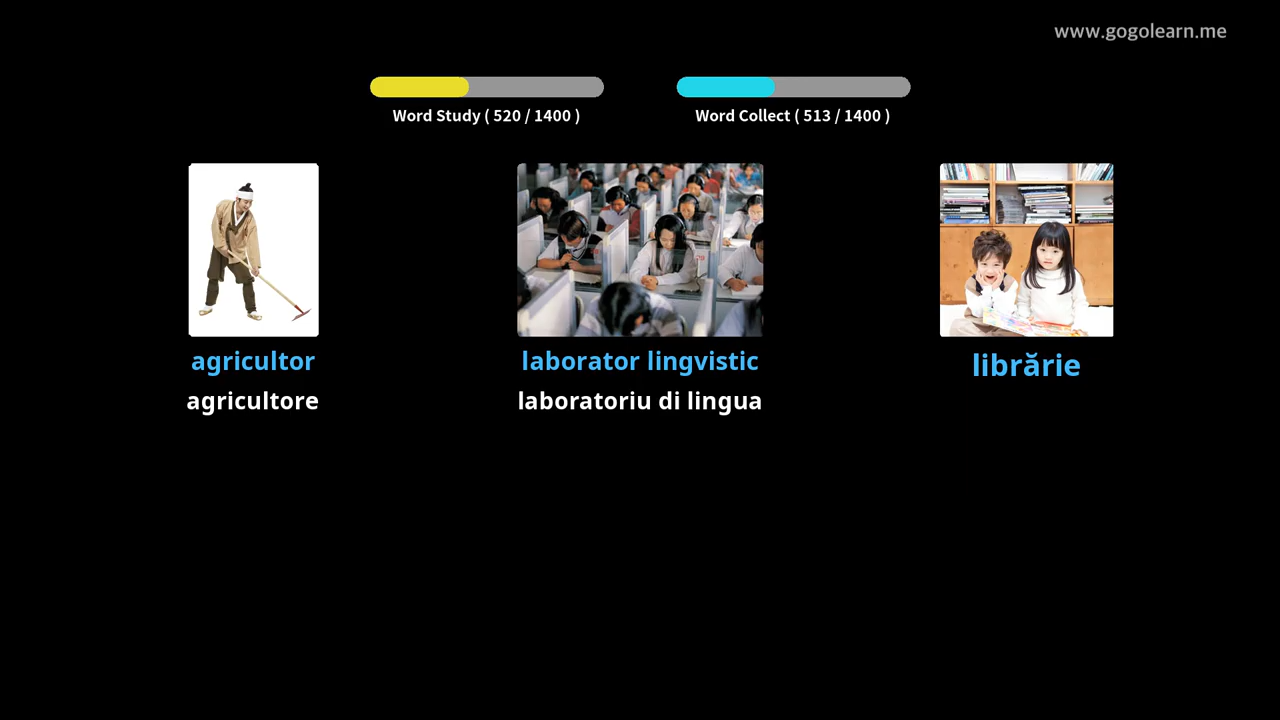 www.gogolearn.me
Word Study ( 520 / 1400 )
Word Collect ( 513 / 1400 )
agricultor
agricultore
laborator lingvistic
laboratoriu di lingua
librărie